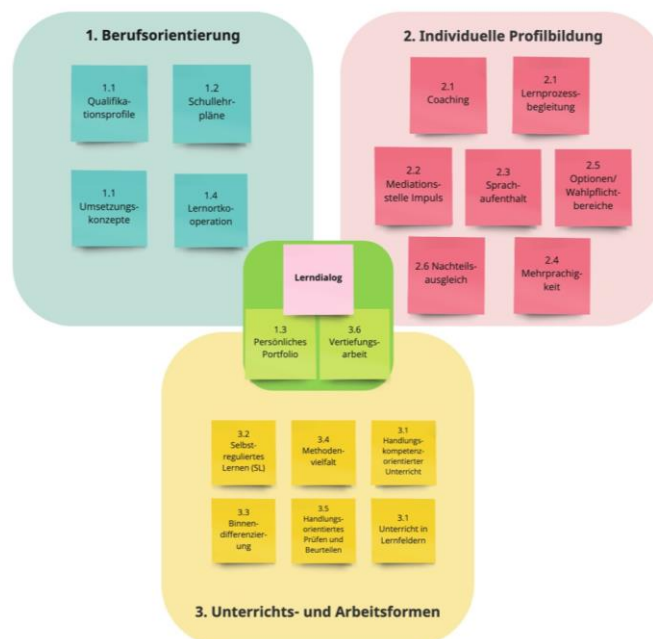 1. Berufsorientierung
1.1
Qualifika-
tionsprofile
1.2
Schullehr-
pläne
1.1
Umsetzungs-
konzepte
1.4
Lernortko-
operation
2. Individuelle Profilbildung
2.1
Coaching
2.1
Lernprozess-
begleitung
2.2
Mediations-
stelle Impuls
2.3
Sprach-
aufenthalt
2.5
Optionen/
Wahlpflicht-
bereiche
2.6 Nachteils-
ausgleich
2.4
Mehrprachig-
keit
Lerndialog
1.3
Persönliches
Portfolio
3.6
Vertiefungs-
arbeit
3.2
Selbst-
reguliertes
Lernen (SL)
3.4
Methoden-
vielfalt
3.1
Handlungs-
kompetenz-
orientierter
Unterricht
3.3
Binnen-
differenzier-
ung
3.5
Handlungs-
orientiertes
Prüfen und
Beurteilen
3.1
Unterricht in
Lernfeldern
3. Unterrichts- und Arbeitsformen